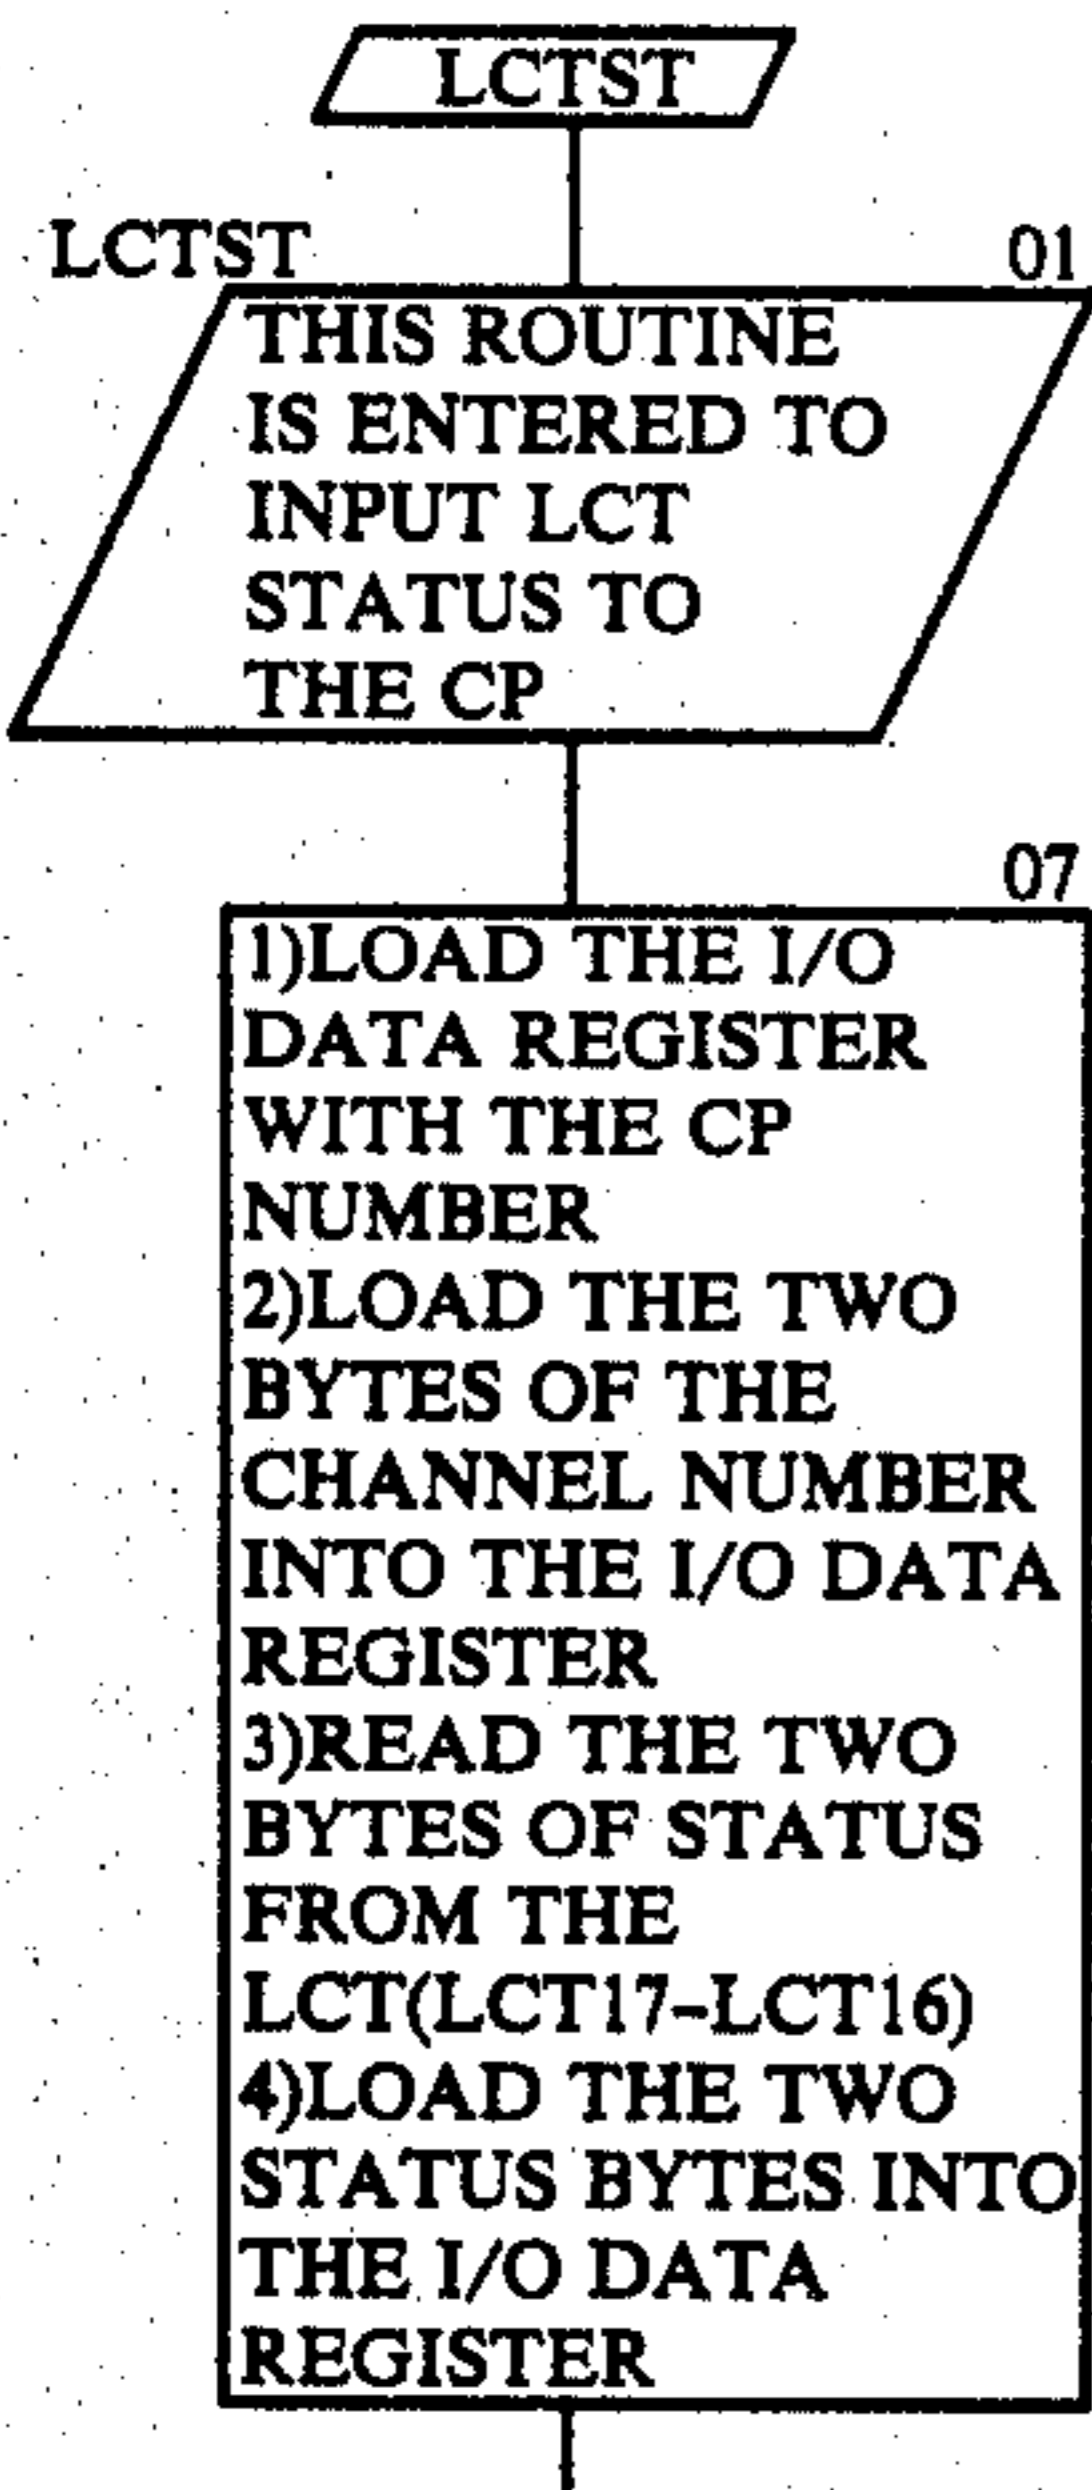 LCTST
LCTST 01
THIS ROUTINE
IS ENTERED TO
INPUT LCT
STATUS TO
THE CP
07
1)LOAD THE I/O
DATA REGISTER
WITH THE CP
NUMBER
2)LOAD THE TWO
BYTES OF THE
CHANNEL NUMBER
INTO THE I/O DATA
REGISTER
3)READ THE TWO
BYTES OF STATUS
FROM THE
LCT(LCT17-LCT16)
4)LOAD THE TWO
STATUS BYTES INTO
THE I/O DATA
REGISTER